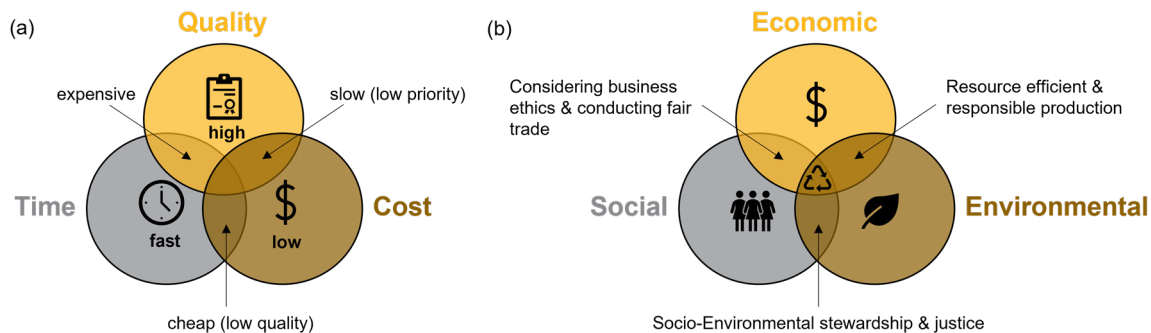 (a)
Quality
expensive
slow (low priority)
high
Time
fast
$
low
Cost
cheap (low quality)
(b)
Economic
Considering business
ethics & conducting fair
trade
Resource efficient &
responsible production
$
Social
Environmental
Socio-Environmental stewardship & justice